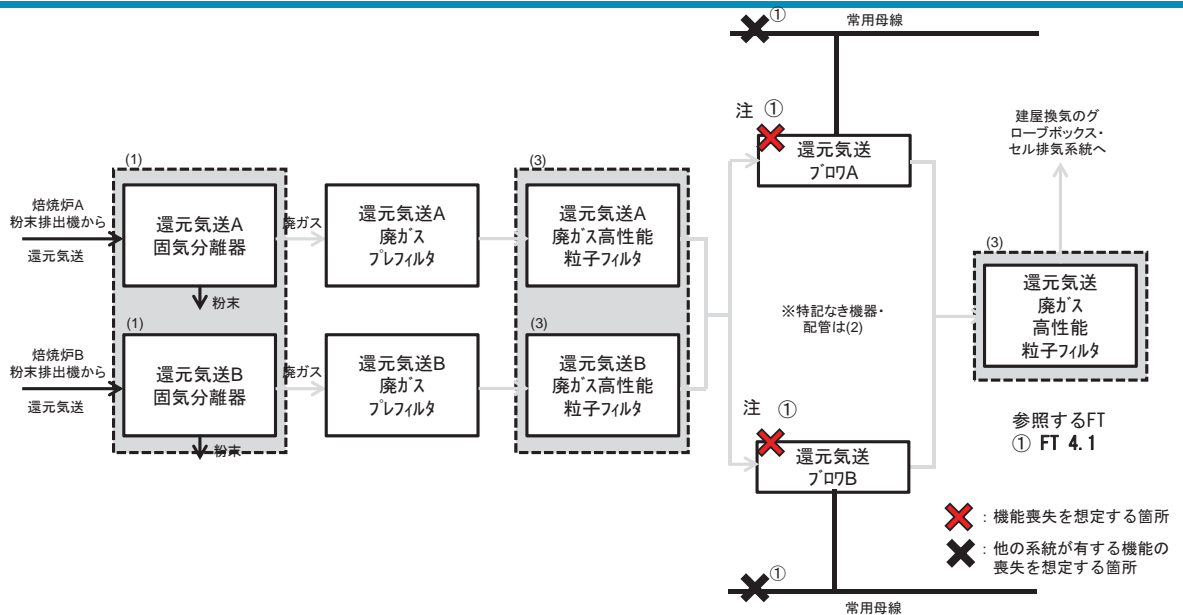 ①
常用母線
注 ①
還元気送
ﾌﾞﾛﾜA
建屋換気のグ
ローブボックス・
セル排気系統へ
(1)
(3)
焙焼炉A
粉末排出機から
還元気送
還元気送A
固気分離器
廃ガス
還元気送A
廃ｶﾞｽ
ﾌﾟﾚﾌｨﾙﾀ
還元気送A
廃ｶﾞｽ高性能
粒子ﾌｨﾙﾀ
粉末
(3)
還元気送
廃ｶﾞｽ
高性能
粒子ﾌｨﾙﾀ
※特記なき機器・
配管は(2)
(1)
(3)
焙焼炉B
粉末排出機から
還元気送
還元気送B
固気分離器
廃ガス
還元気送B
廃ｶﾞｽ
ﾌﾟﾚﾌｨﾙﾀ
還元気送B
廃ｶﾞｽ高性能
粒子ﾌｨﾙﾀ
粉末
注 ①
還元気送
ﾌﾞﾛﾜB
参照するFT
① FT 4.1
：機能喪失を想定する箇所
：他の系統が有する機能の
喪失を想定する箇所
①
常用母線